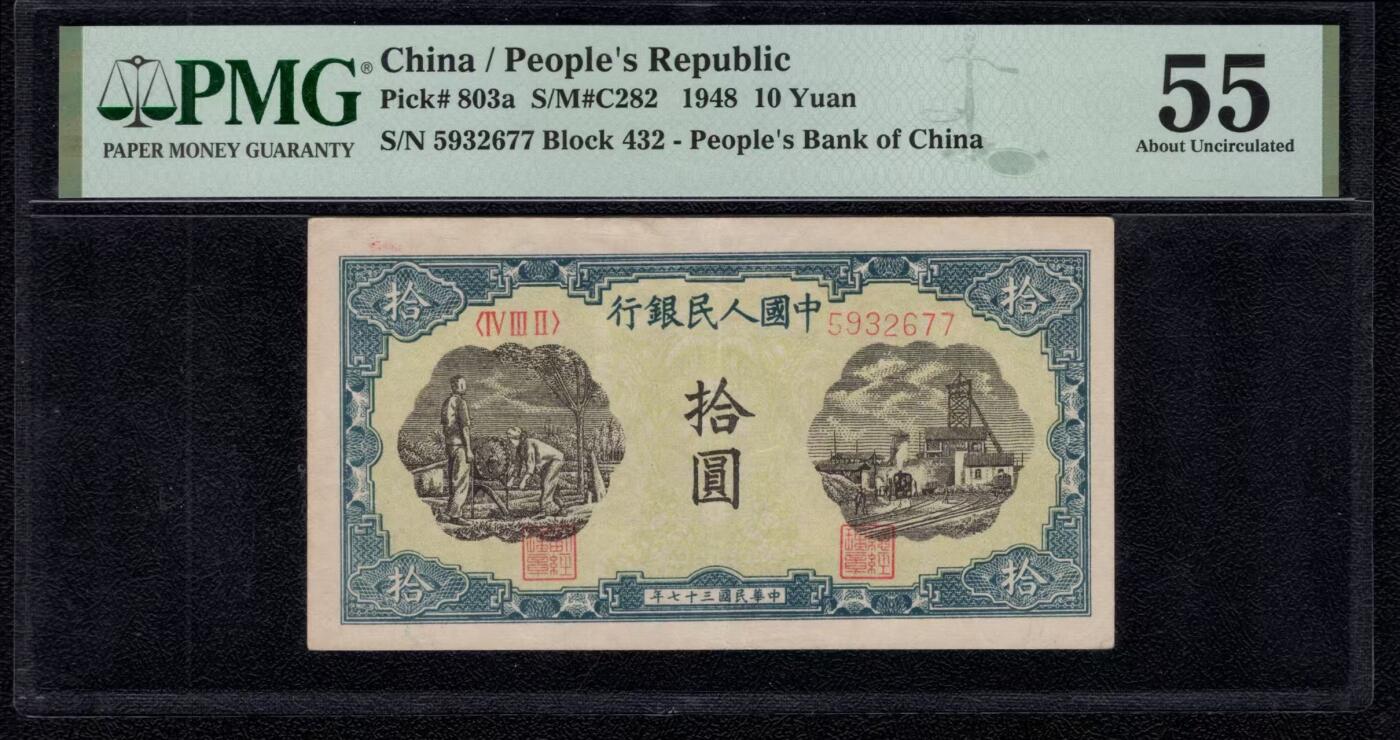 PMG®
PAPER MONEY GUARANTY
China / People's Republic
Pick# 803a S/M#C282 1948 10 Yuan
S/N 5932677 Block 432 - People's Bank of China
55
About Uncirculated
拾
拾
行銀民人國中
〈IV III II〉
5932677
拾
圓
拾
拾
年七十三國民華中